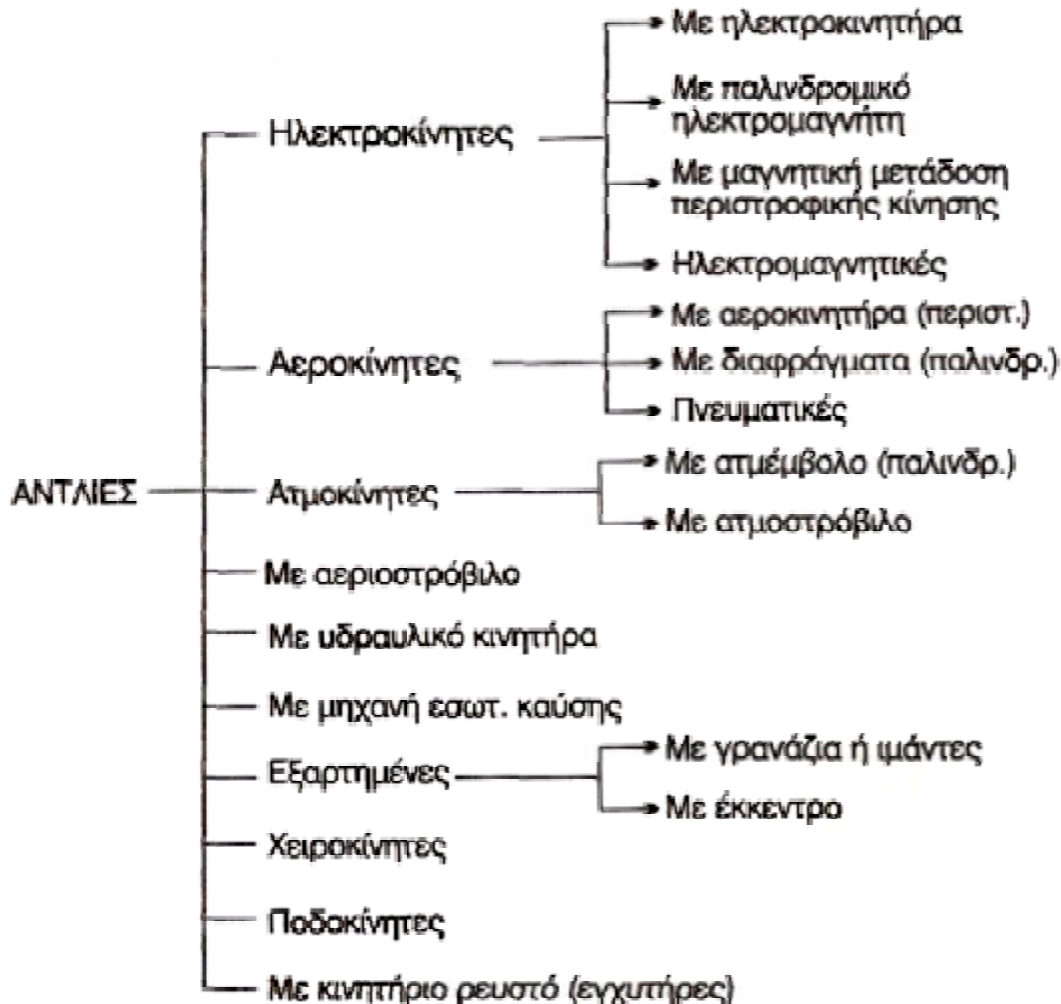 Με ηλεκτροκινητήρα
Με παλινδρομικό
ηλεκτρομαγνήτη
Ηλεκτροκίνητες
Με μαγνητική μετάδοση
περιστροφικής κίνησης
Ηλεκτρομαγνητικές
Με αεροκινητήρα (περιστ.)
Αεροκίνητες
Με διαφράγματα (παλινδρ.)
Πνευματικές
Με ατμέμβολο (παλινδρ.)
ΑΝΤΛΙΕΣ
Ατμοκίνητες
Με ατμοστρόβιλο
Με αεριοστρόβιλο
Με υδραυλικό κινητήρα
Με μηχανή εσωτ. καύσης
Εξαρτημένες
Με γρανάζια ή ιμάντες
Με έκκεντρο
Χειροκίνητες
Ποδοκίνητες
Με κινητήριο ρευστό (εγχυτήρες)